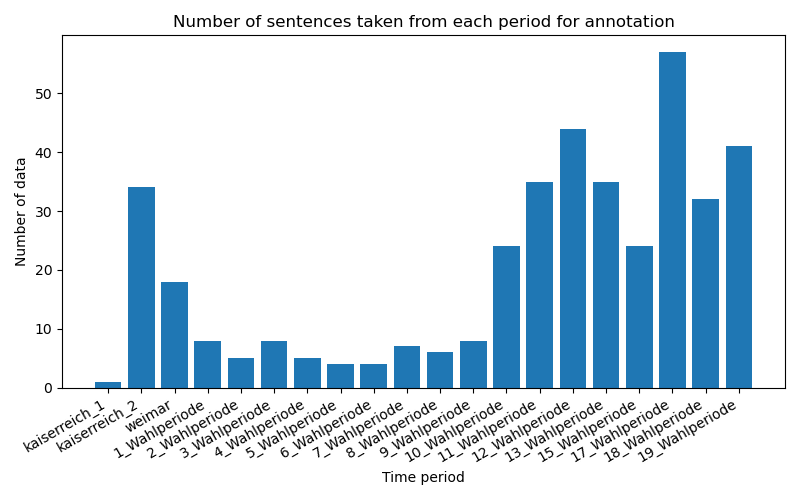 Number of sentences taken from each period for annotation
Number of data
50
40
30
20
10
0
kaiserreich_1
kaiserreich_2
weimar
1_Wahlperiode
2_Wahlperiode
3_Wahlperiode
4_Wahlperiode
5_Wahlperiode
6_Wahlperiode
7_Wahlperiode
8_Wahlperiode
9_Wahlperiode
10_Wahlperiode
11_Wahlperiode
12_Wahlperiode
13_Wahlperiode
15_Wahlperiode
17_Wahlperiode
18_Wahlperiode
19_Wahlperiode
Time period